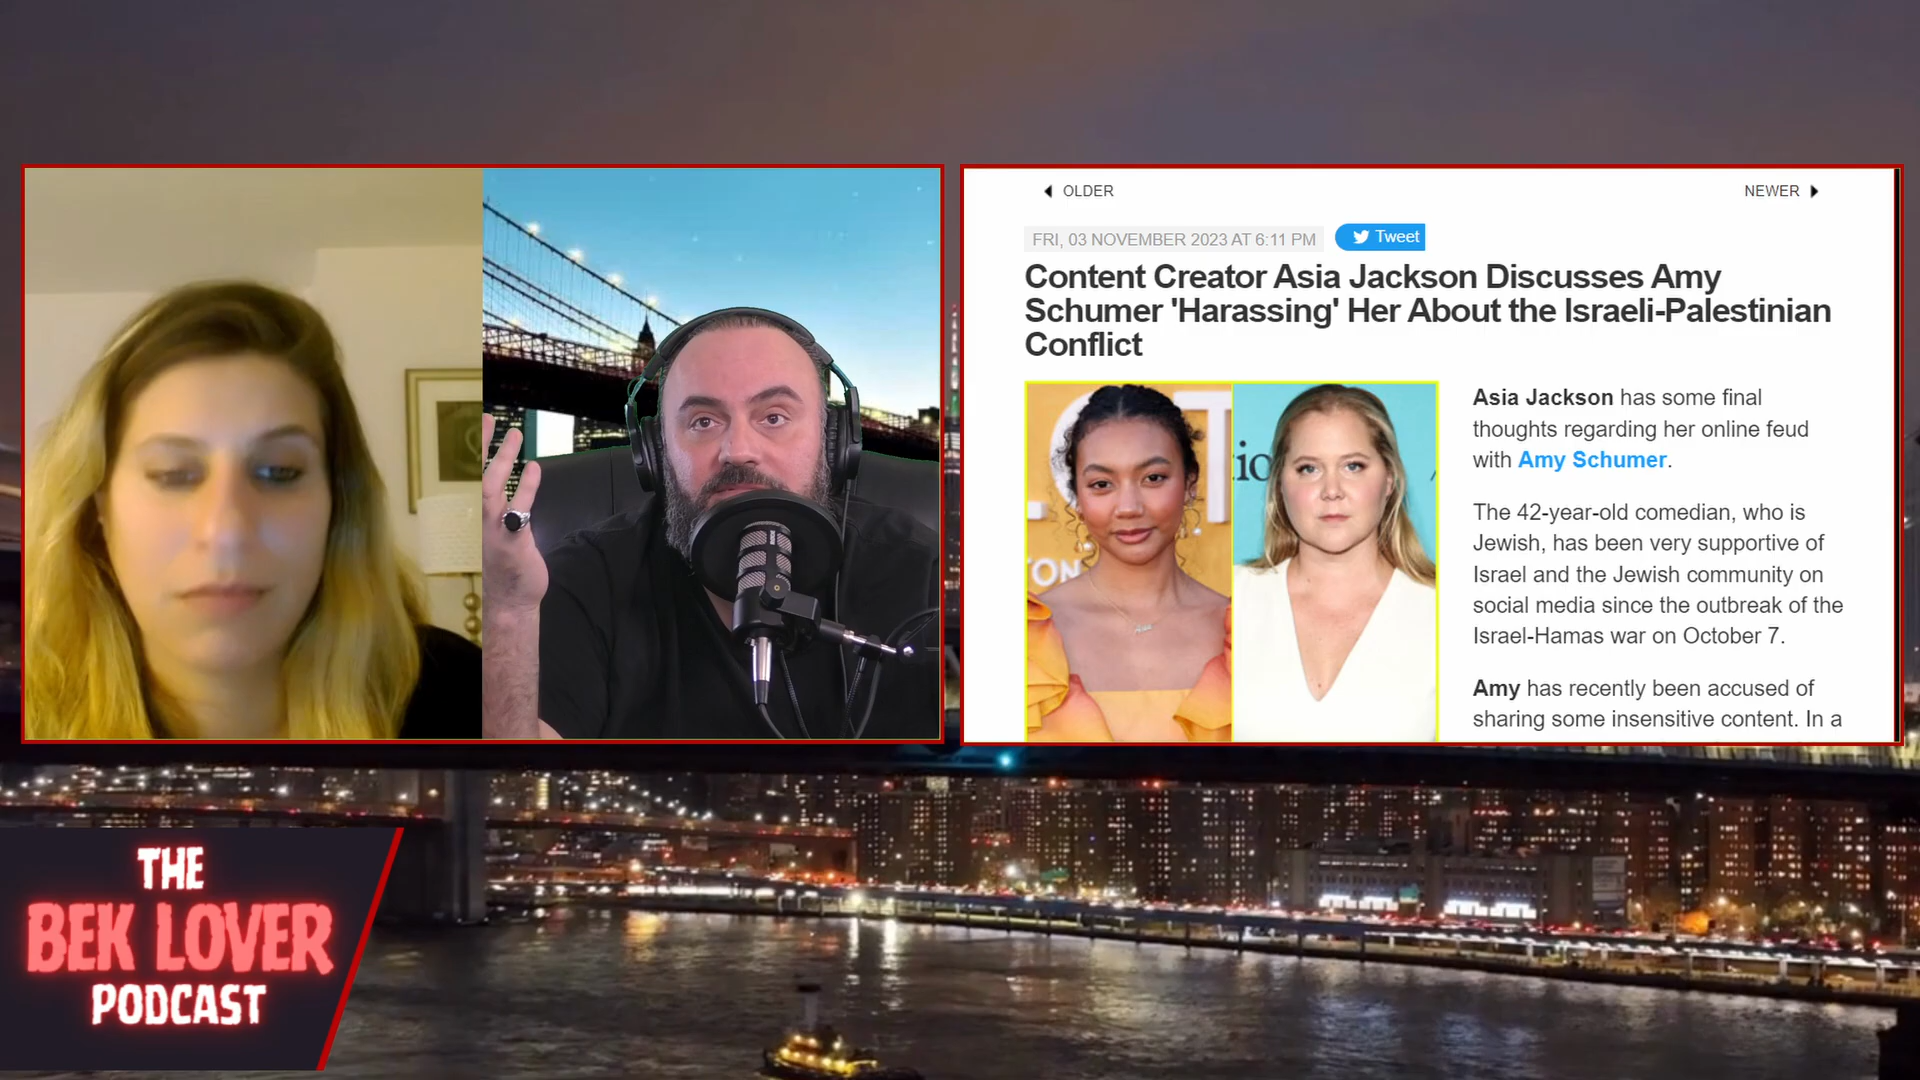 OLDER
NEWER
FRI, 03 NOVEMBER 2023 AT 6:11 PM
Tweet
Content Creator Asia Jackson Discusses Amy
Schumer 'Harassing' Her About the Israeli-Palestinian
Conflict
Asia Jackson has some final
thoughts regarding her online feud
with Amy Schumer.
The 42-year-old comedian, who is
Jewish, has been very supportive of
Israel and the Jewish community on
social media since the outbreak of the
Israel-Hamas war on October 7.
Amy has recently been accused of
sharing some insensitive content. In a
THE
BEK LOVER
PODCAST